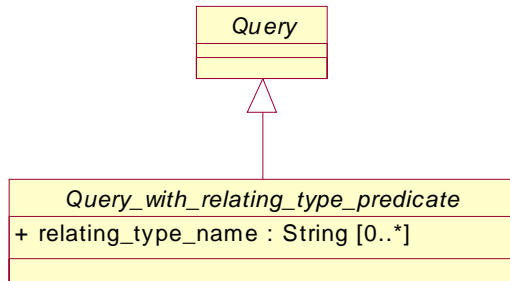 Query
Query_with_relating_type_predicate
+ relating_type_name : String [0..*]